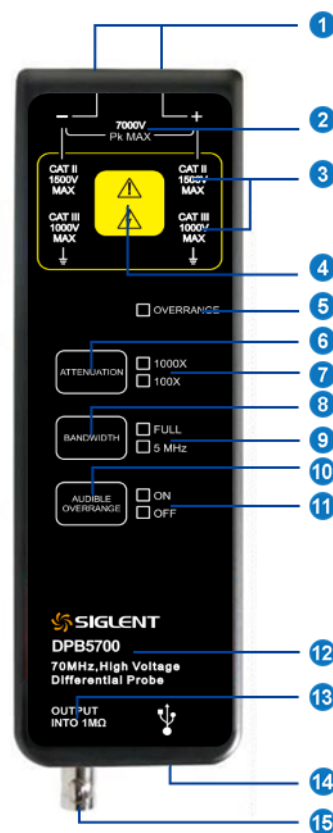 1
− +
7000V
Pk MAX
2
CAT II
1500V
MAX
CAT II
1500V
MAX
3
CAT III
1000V
MAX
CAT III
1000V
MAX
4
OVERRANGE
5
6
ATTENUATION
1000X
100X
7
8
BANDWIDTH
FULL
5 MHz
9
10
AUDIBLE
OVERRANGE
ON
OFF
11
SIGLENT
DPB5700
12
70MHz,High Voltage
Differential Probe
13
OUTPUT
INTO 1MΩ
14
15